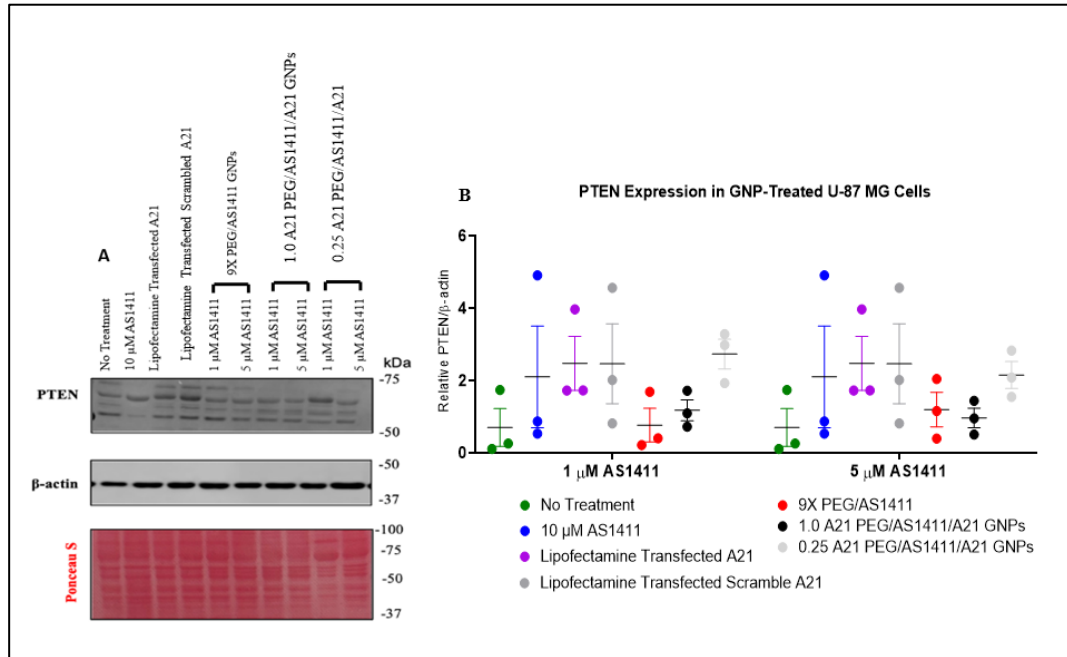 A
No Treatment
10 µM AS1411
Lipofectamine Transfected A21
Lipofectamine Transfected Scrambled A21
9X PEG/AS1411 GNPs
1.0 A21 PEG/AS1411/A21 GNPs
0.25 A21 PEG/AS1411/A21
1 µM AS1411
5 µM AS1411
1 µM AS1411
5 µM AS1411
1 µM AS1411
5 µM AS1411
kDa
PTEN
-75
-50
β-actin
-50
-37
Ponceau S
-100
-75
-50
-37
B
PTEN Expression in GNP-Treated U-87 MG Cells
Relative PTEN/β-actin
6
4
2
0
1 µM AS1411
5 µM AS1411
No Treatment
10 µM AS1411
Lipofectamine Transfected A21
Lipofectamine Transfected Scramble A21
9X PEG/AS1411
1.0 A21 PEG/AS1411/A21 GNPs
0.25 A21 PEG/AS1411/A21 GNPs